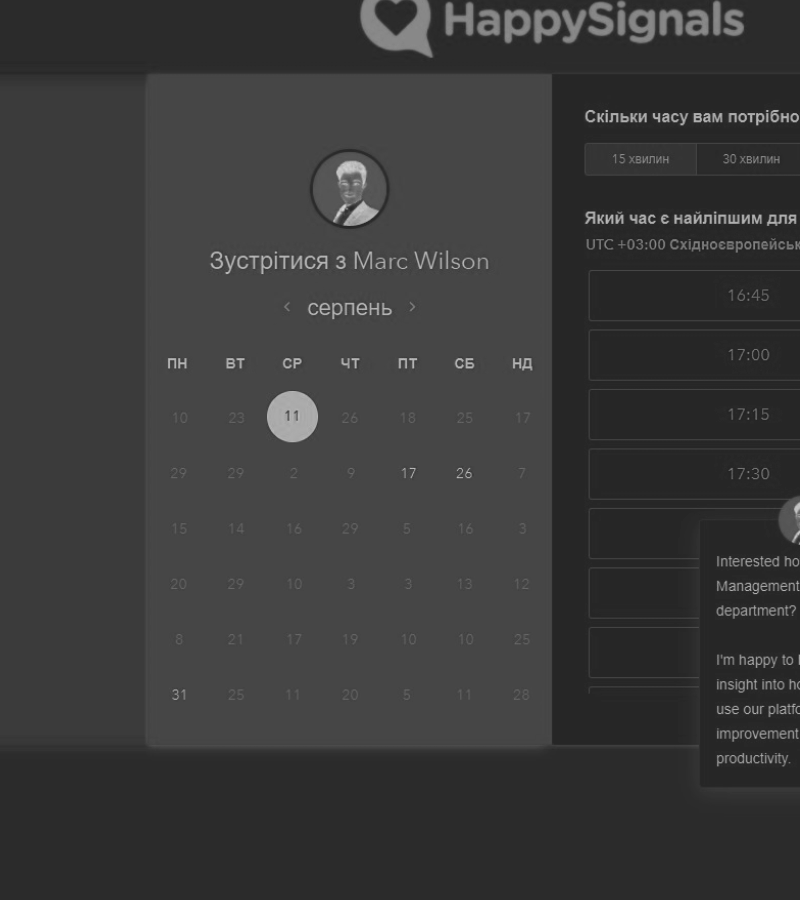 HappySignals
Зустрітися з Marc Wilson
серпень
ПН ВТ СР ЧТ ПТ СБ НД
10 23 11 26 18 25 17
29 29 2 9 17 26 7
15 14 16 29 5 16 3
20 29 10 3 3 13 12
8 21 17 19 10 10 25
31 25 11 20 5 11 28
Скільки часу вам потрібно
15 хвилин 30 хвилин
Який час є найліпшим для
UTC +03:00 Східноєвропейськ
16:45
17:00
17:15
17:30
Interested ho
Management
department?
I'm happy to
insight into ho
use our platfo
improvement
productivity.